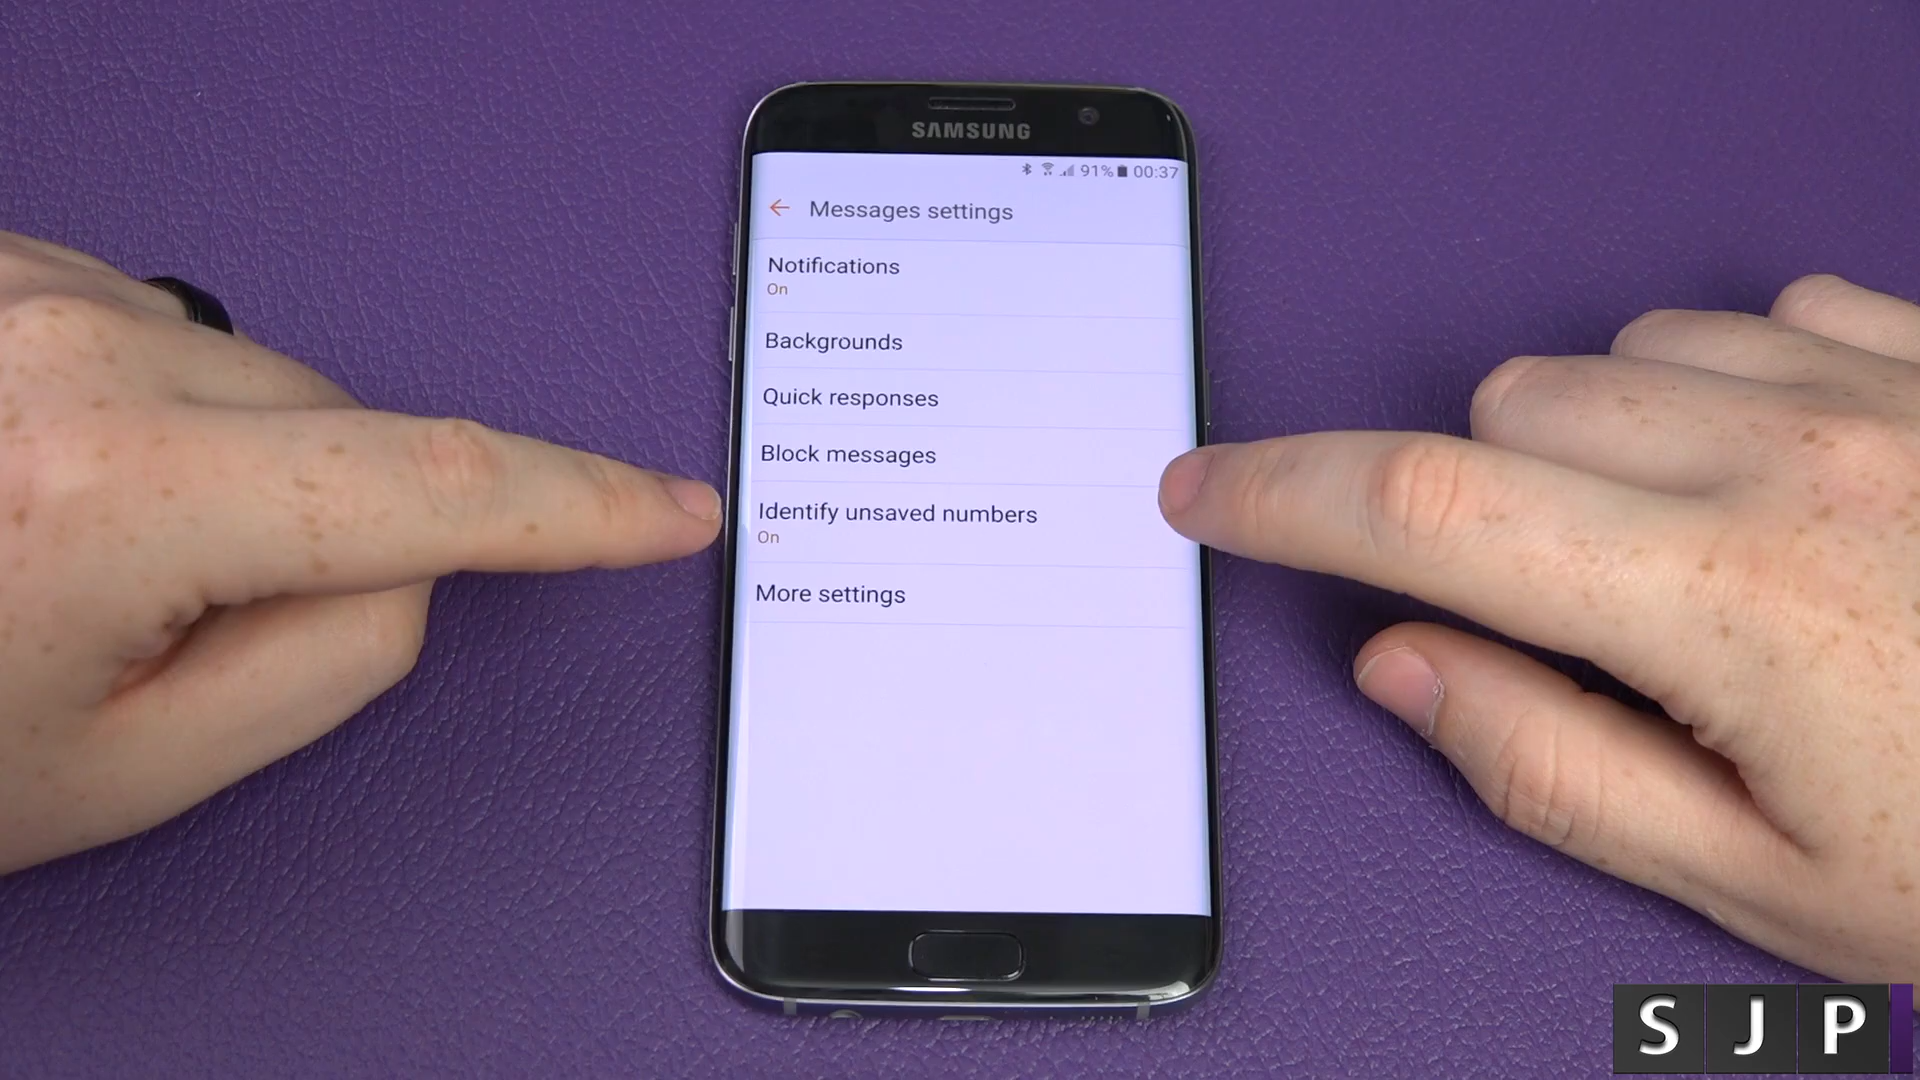 SAMSUNG
91% 00:37
Messages settings
Notifications
On
Backgrounds
Quick responses
Block messages
Identify unsaved numbers
On
More settings
SJP